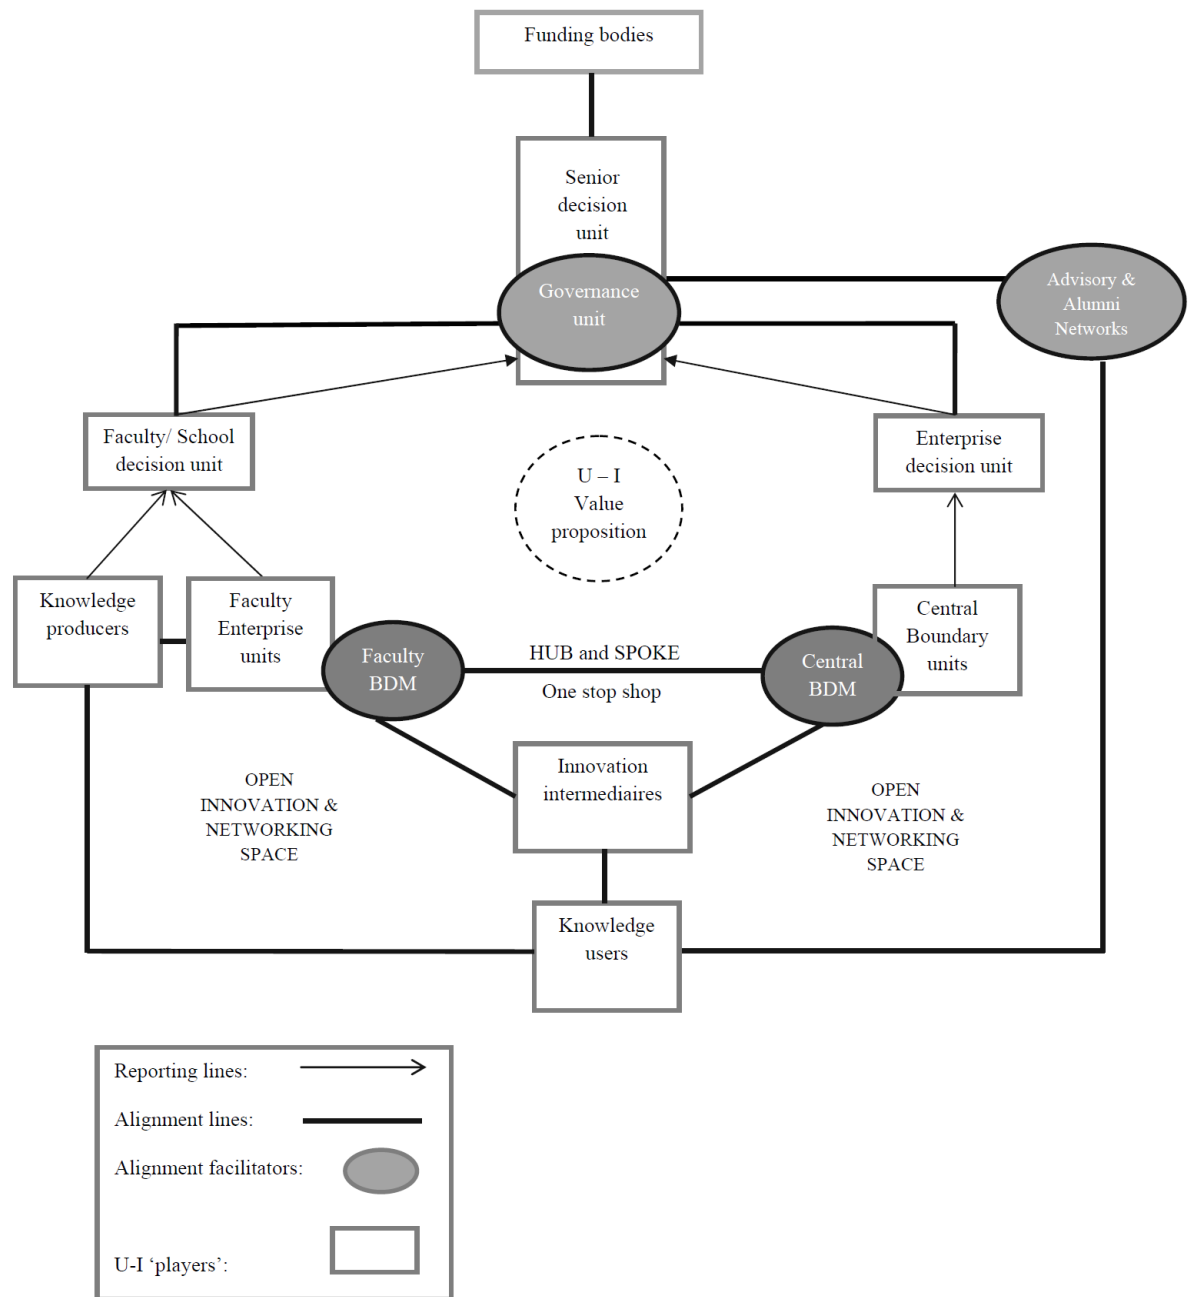 Funding bodies
Senior
decision
unit
Governance
unit
Advisory &
Alumni
Networks
Faculty/ School
decision unit
Enterprise
decision unit
U – I
Value
proposition
Knowledge
producers
Faculty
Enterprise
units
Faculty
BDM
HUB and SPOKE
One stop shop
Central
BDM
Central
Boundary
units
Innovation
intermediaires
OPEN
INNOVATION &
NETWORKING
SPACE
OPEN
INNOVATION &
NETWORKING
SPACE
Knowledge
users
Reporting lines:
Alignment lines:
Alignment facilitators:
U-I ‘players’: